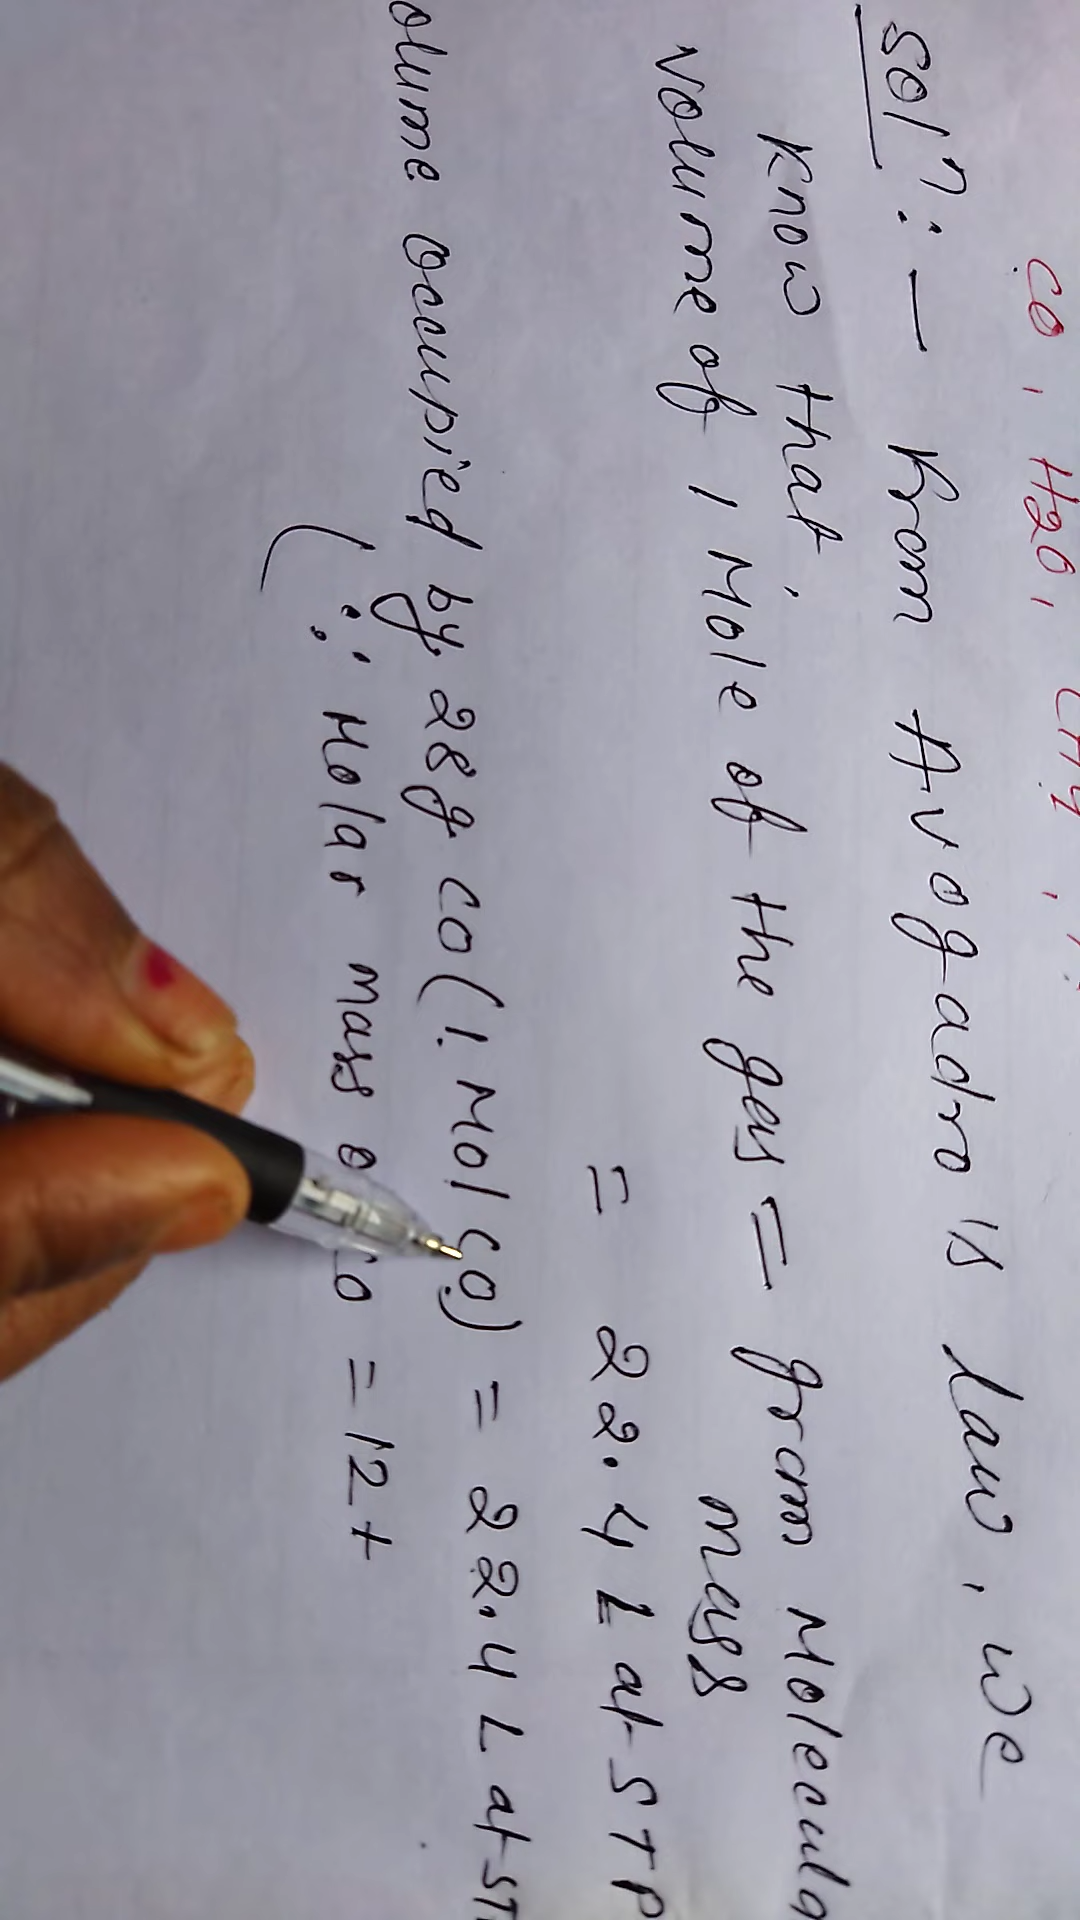 CO, H2O, CH4,
Soln:- From Avogadro's law, we
know that,
Molecula
volume of 1 Mole of the gas = gram
mass
= 22.4 L at STP
olume occupied by 28g CO (1 Mol CO) = 22.4 L at ST
(∵ Molar mass o CO = 12+